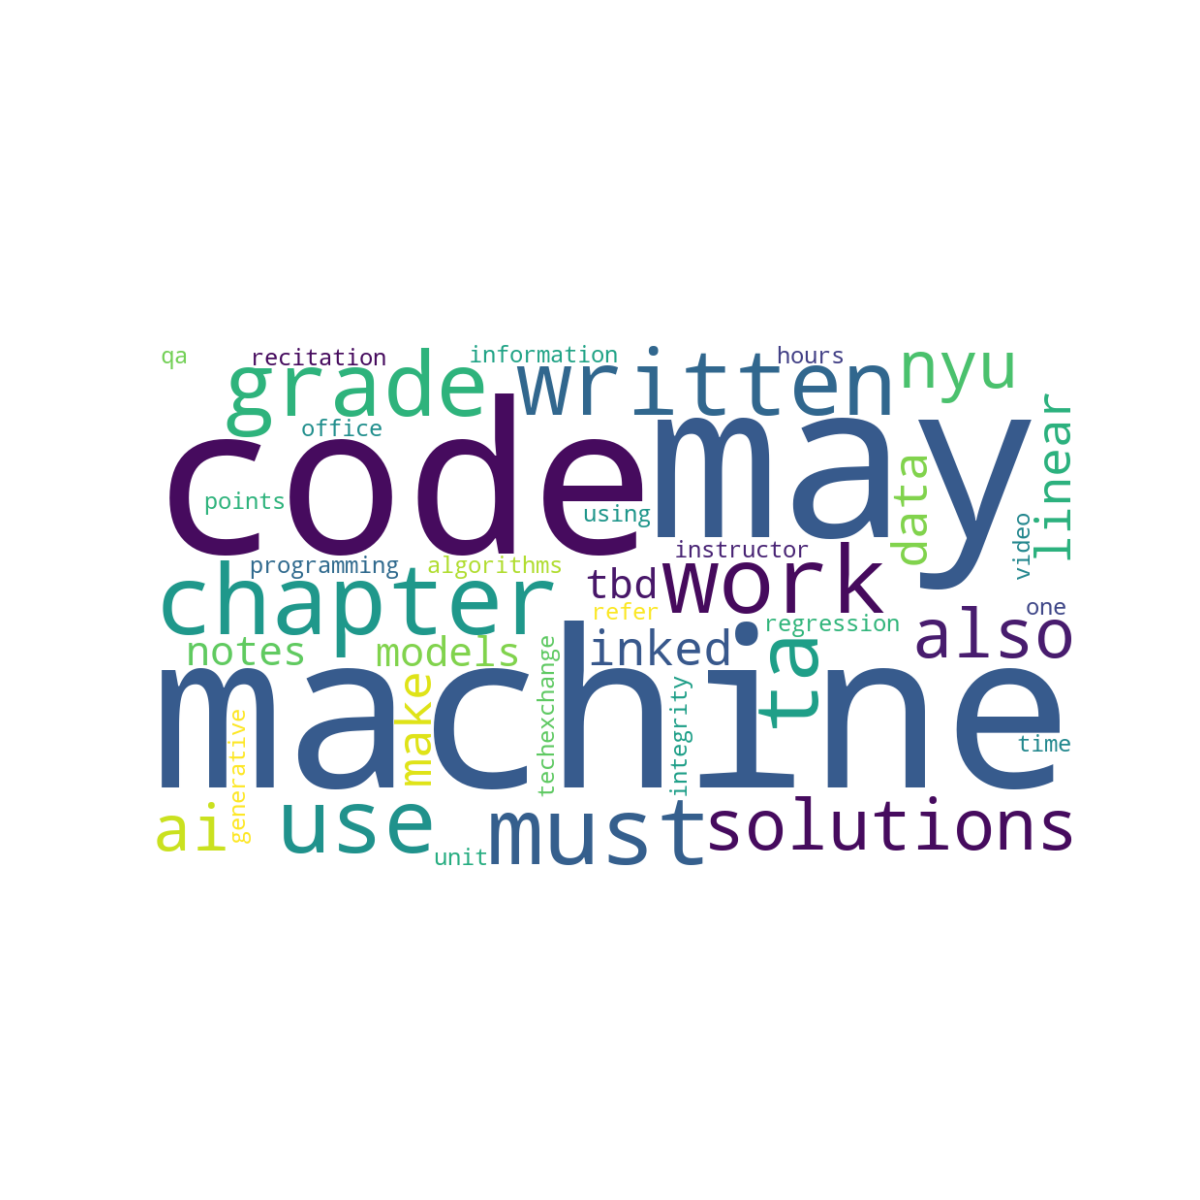 qa
recitation
information
hours
grade
written
nyu
office
code
may
linear
data
points
using
video
instructor
programming
algorithms
chapter
tbd
work
refer
one
also
regression
notes
models
inked
ta
techexchange
integrity
make
machine
generative
time
ai
use
must
solutions
unit